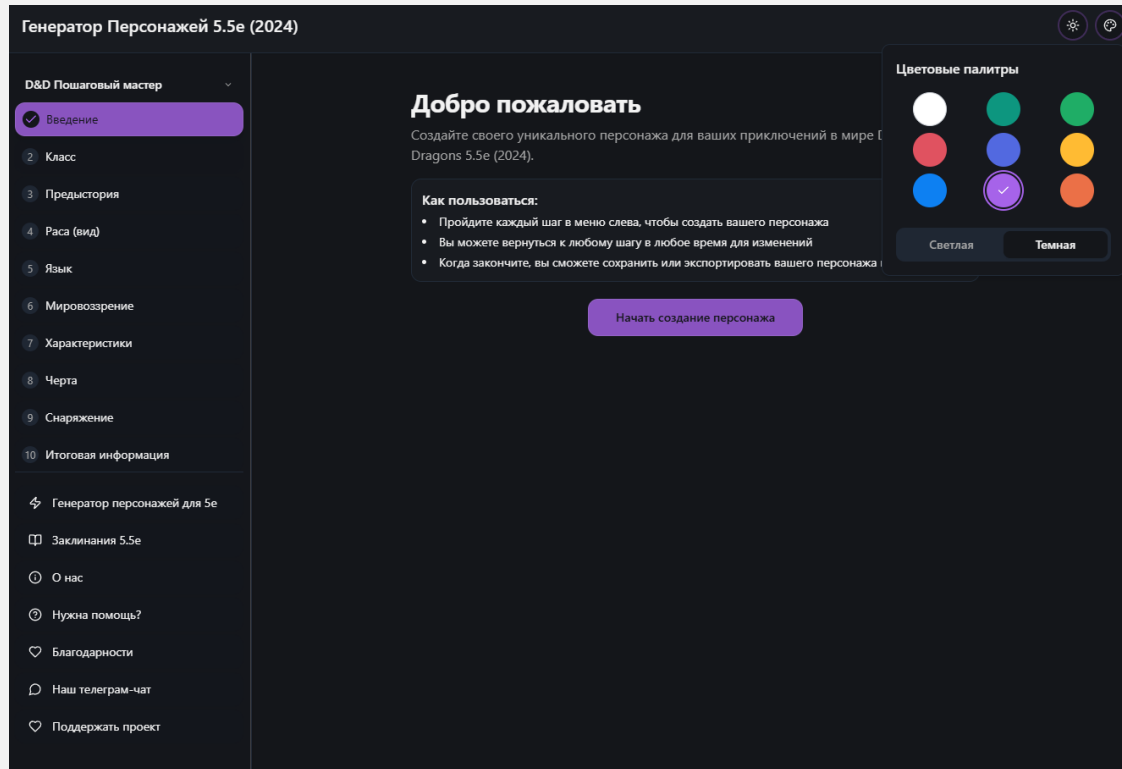 Генератор Персонажей 5.5e (2024)
D&D Пошаговый мастер
Введение
2 Класс
3 Предыстория
4 Раса (вид)
5 Язык
6 Мировоззрение
7 Характеристики
8 Черта
9 Снаряжение
10 Итоговая информация
Генератор персонажей для 5e
Заклинания 5.5e
О нас
Нужна помощь?
Благодарности
Наш телеграм-чат
Поддержать проект
Добро пожаловать
Создайте своего уникального персонажа для ваших приключений в мире D
Dragons 5.5e (2024).
Как пользоваться:
• Пройдите каждый шаг в меню слева, чтобы создать вашего персонажа
• Вы можете вернуться к любому шагу в любое время для изменений
• Когда закончите, вы сможете сохранить или экспортировать вашего персонажа
Начать создание персонажа
Цветовые палитры
Светлая
Темная